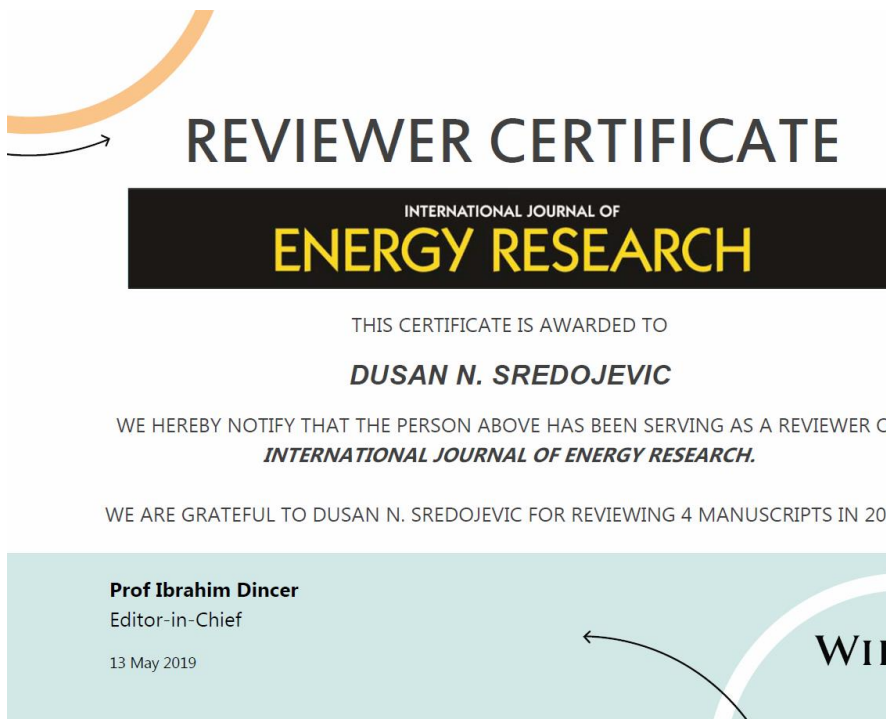 REVIEWER CERTIFICATE
INTERNATIONAL JOURNAL OF
ENERGY RESEARCH
THIS CERTIFICATE IS AWARDED TO
DUSAN N. SREDOJEVIC
WE HEREBY NOTIFY THAT THE PERSON ABOVE HAS BEEN SERVING AS A REVIEWER
INTERNATIONAL JOURNAL OF ENERGY RESEARCH.
WE ARE GRATEFUL TO DUSAN N. SREDOJEVIC FOR REVIEWING 4 MANUSCRIPTS IN 20
Prof Ibrahim Dincer
Editor-in-Chief
13 May 2019